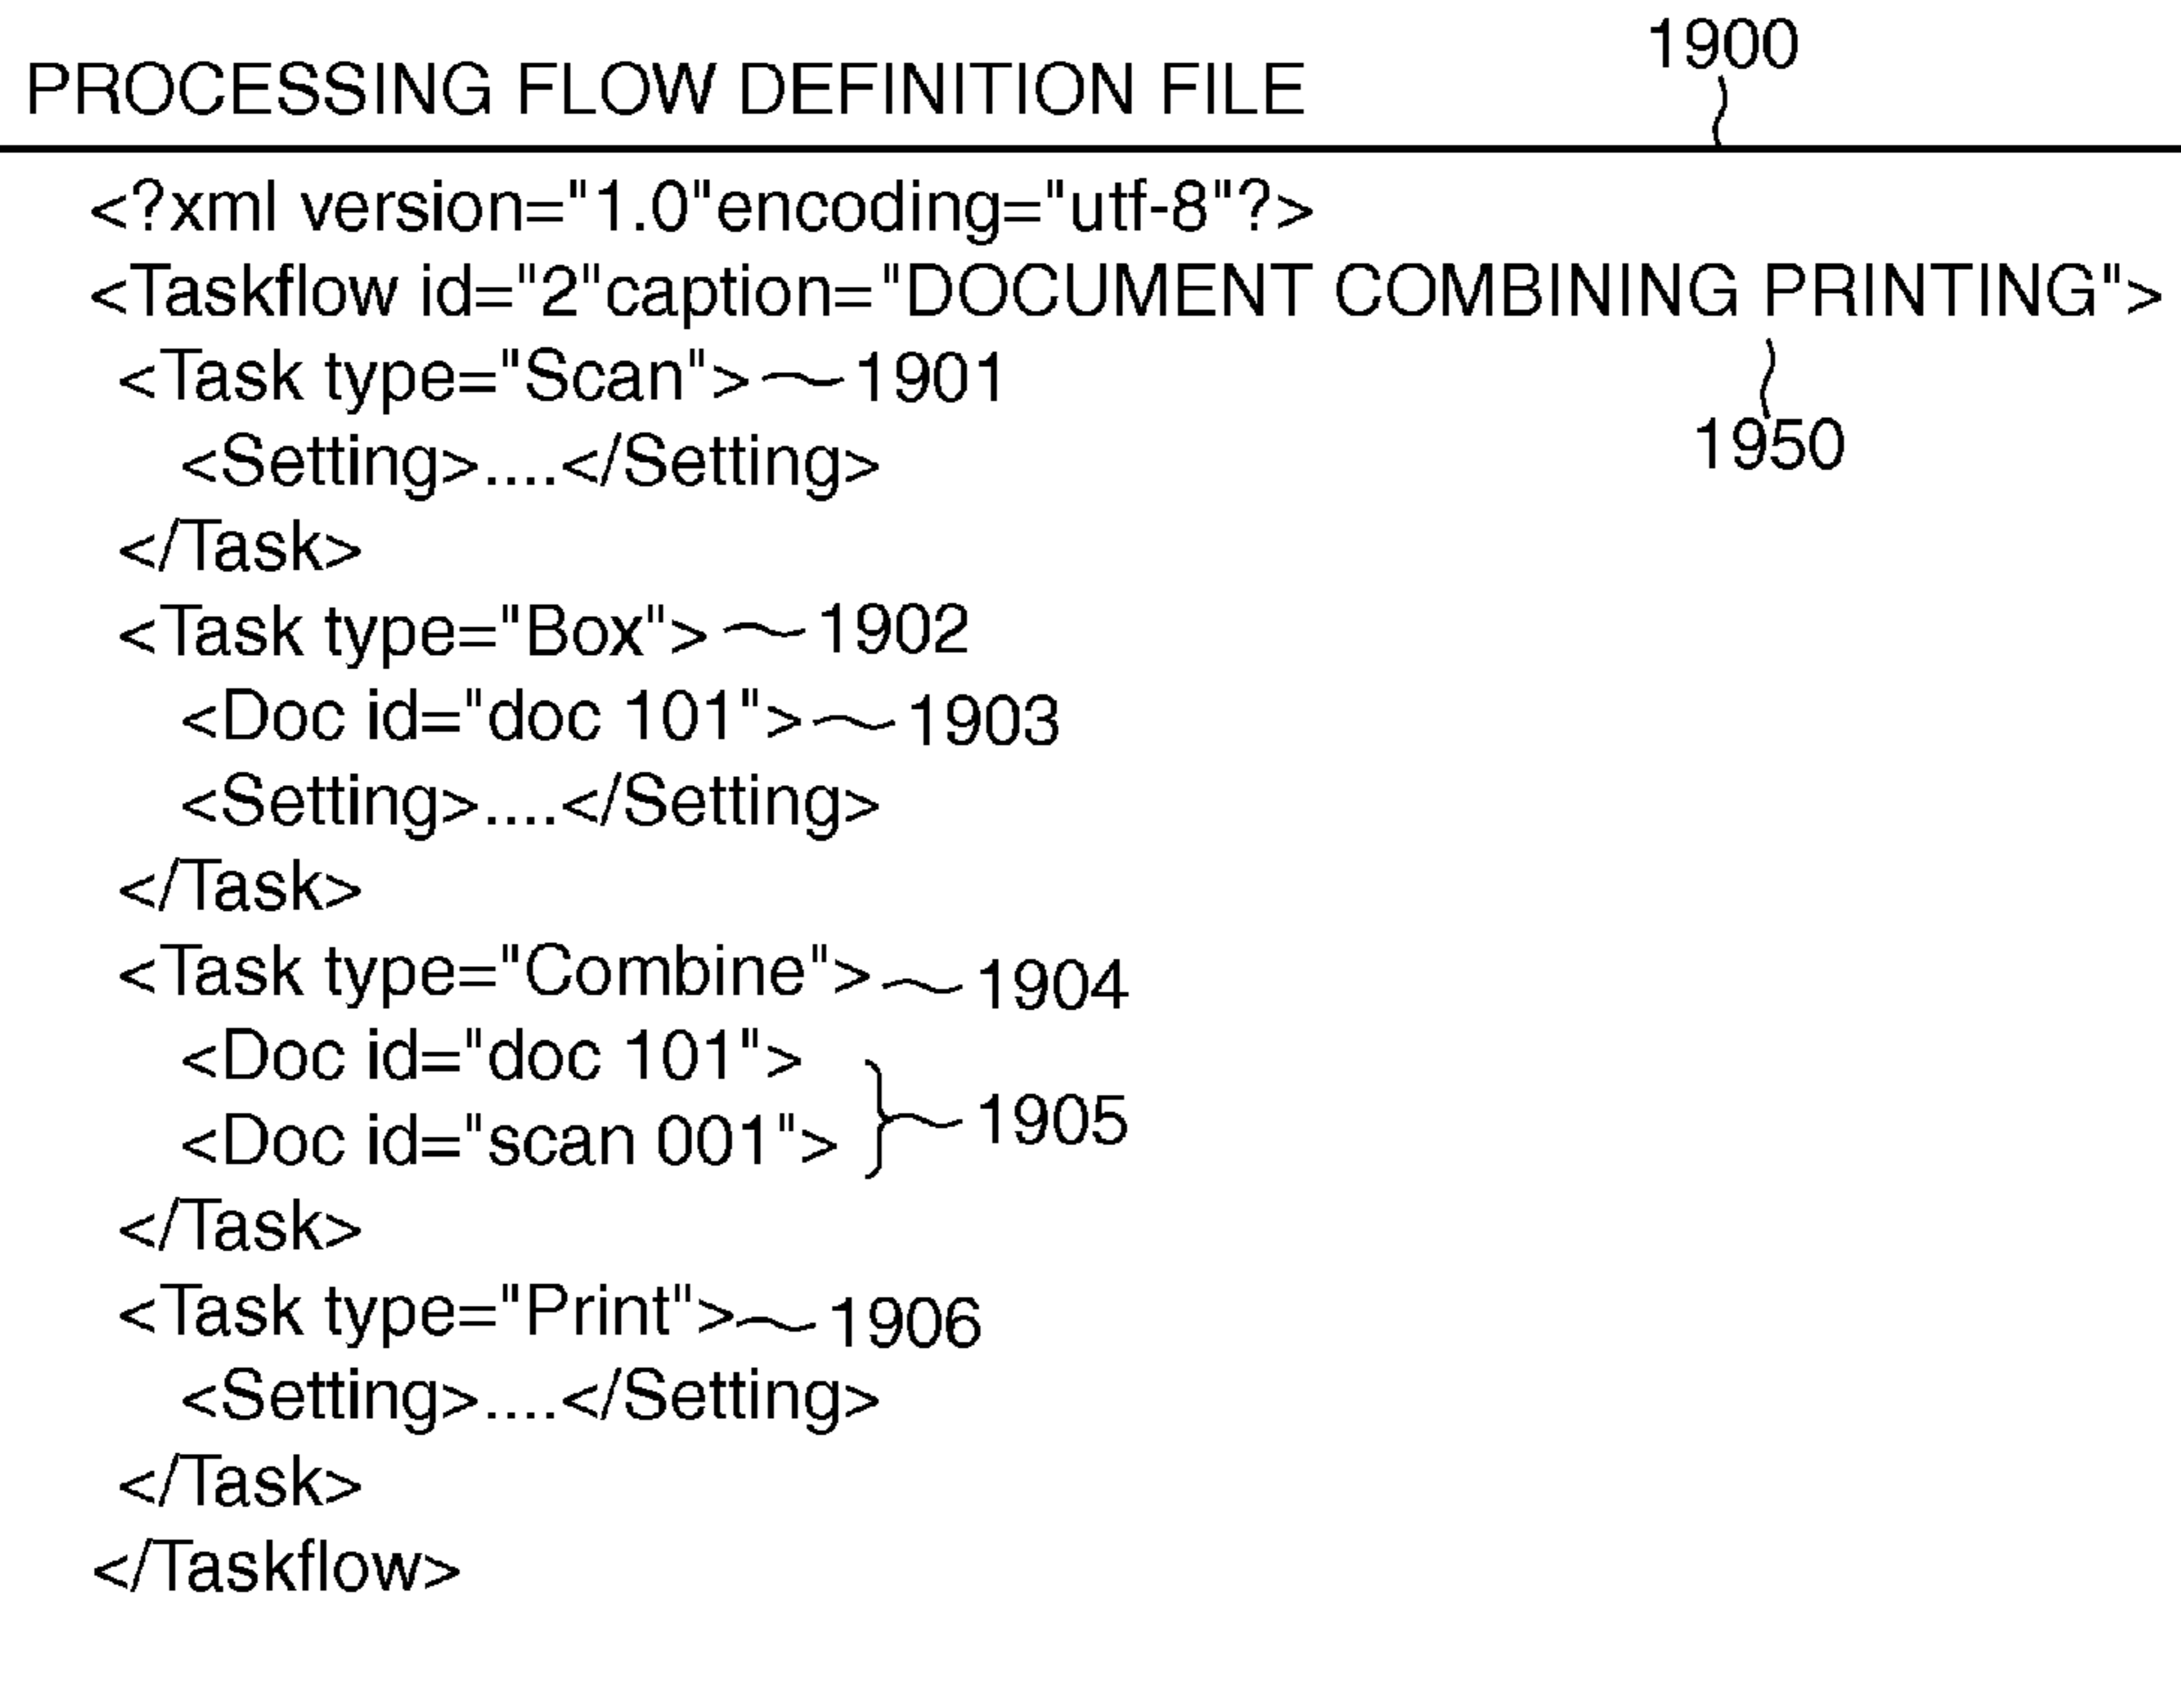 1900
PROCESSING FLOW DEFINITION FILE
<?xml version="1.0"encoding="utf-8"?>
<Taskflow id="2"caption="DOCUMENT COMBINING PRINTING">
<Task type="Scan"> 1901
1950
<Setting>....</Setting>
</Task>
<Task type="Box"> 1902
<Doc id="doc 101"> 1903
<Setting>....</Setting>
</Task>
<Task type="Combine"> 1904
<Doc id="doc 101">
<Doc id="scan 001"> 1905
</Task>
<Task type="Print"> 1906
<Setting>....</Setting>
</Task>
</Taskflow>